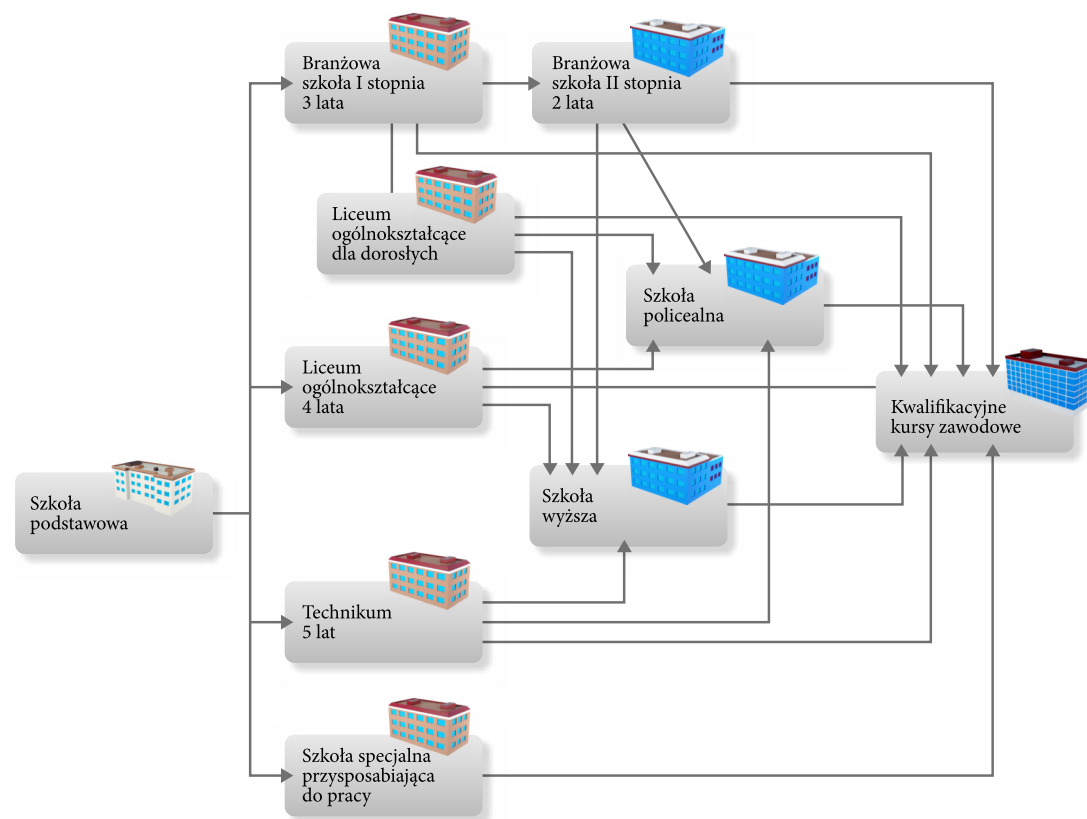 Branżowa
szkoła I stopnia
3 lata
Branżowa
szkoła II stopnia
2 lata
Liceum
ogólnokształcące
dla dorosłych
Szkoła
policealna
Liceum
ogólnokształcące
4 lata
Kwalifikacyjne
kursy zawodowe
Szkoła
podstawowa
Szkoła
wyższa
Technikum
5 lat
Szkoła specjalna
przysposabiająca
do pracy